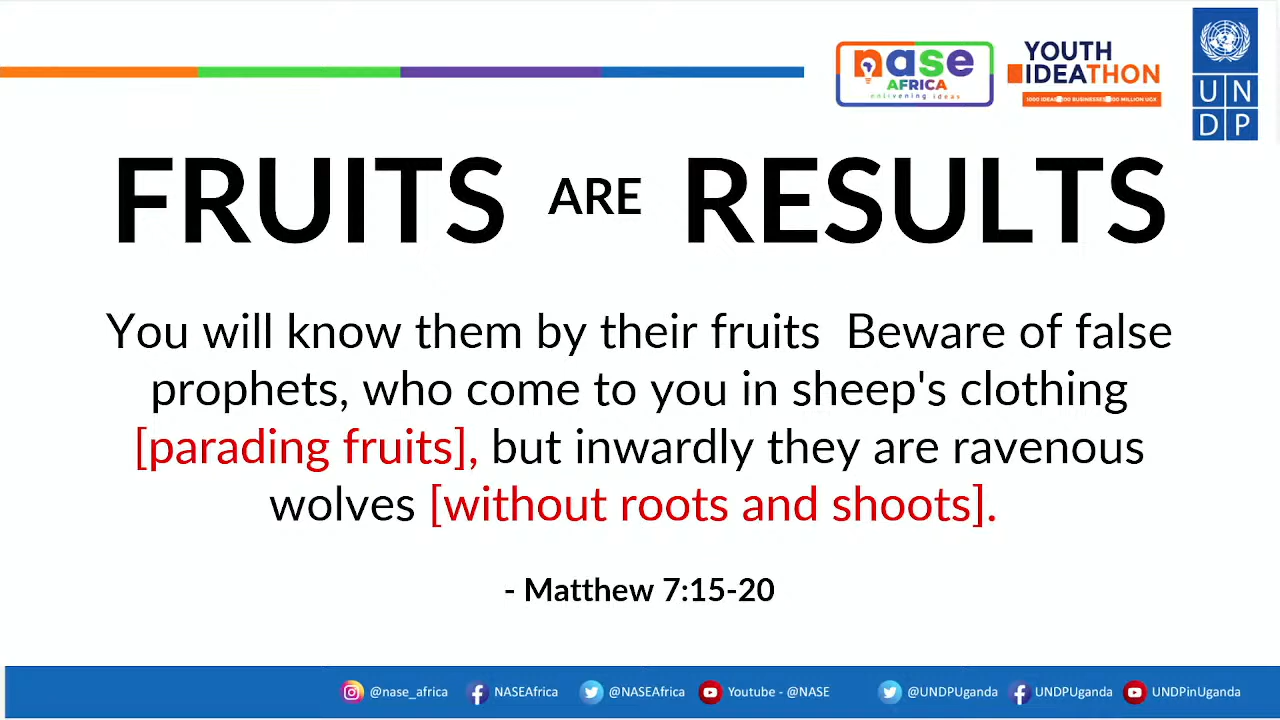 nase
AFRICA
enlivening ideas
YOUTH
IDEATHON
UN
DP
FRUITS ARE RESULTS
You will know them by their fruits  Beware of false
prophets, who come to you in sheep's clothing
[parading fruits], but inwardly they are ravenous
wolves [without roots and shoots].
- Matthew 7:15-20
@nase_africa NASEAfrica @NASEAfrica Youtube - @NASE @UNDPUganda UNDPUganda UNDPinUganda